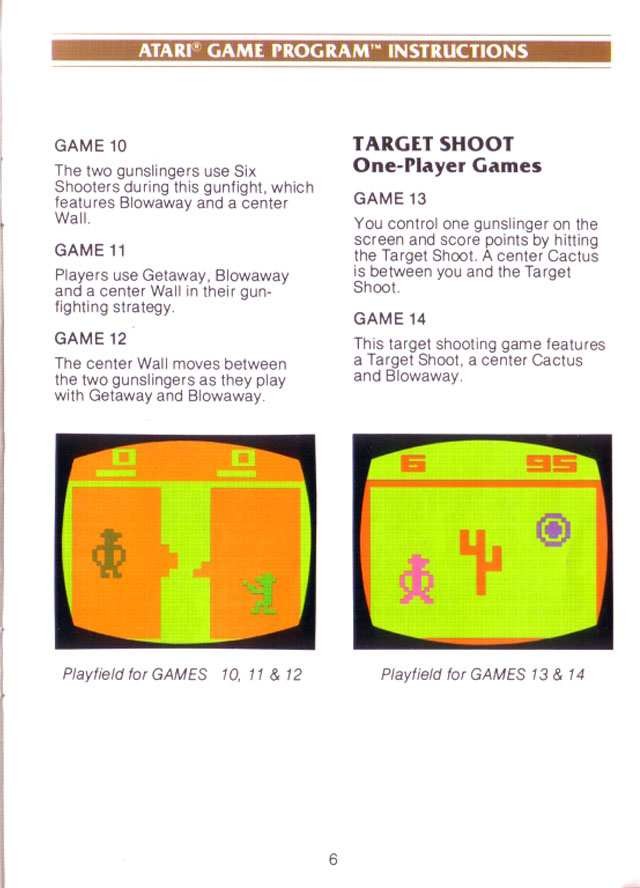 ATARI® GAME PROGRAM™ INSTRUCTIONS
GAME 10
The two gunslingers use Six
Shooters during this gunfight, which
features Blowaway and a center
Wall.
GAME 11
Players use Getaway, Blowaway
and a center Wall in their gun-
fighting strategy.
GAME 12
The center Wall moves between
the two gunslingers as they play
with Getaway and Blowaway.
0 0
Playfield for GAMES 10, 11 & 12
TARGET SHOOT
One-Player Games
GAME 13
You control one gunslinger on the
screen and score points by hitting
the Target Shoot. A center Cactus
is between you and the Target
Shoot.
GAME 14
This target shooting game features
a Target Shoot, a center Cactus
and Blowaway.
6 95
Playfield for GAMES 13 & 14
6